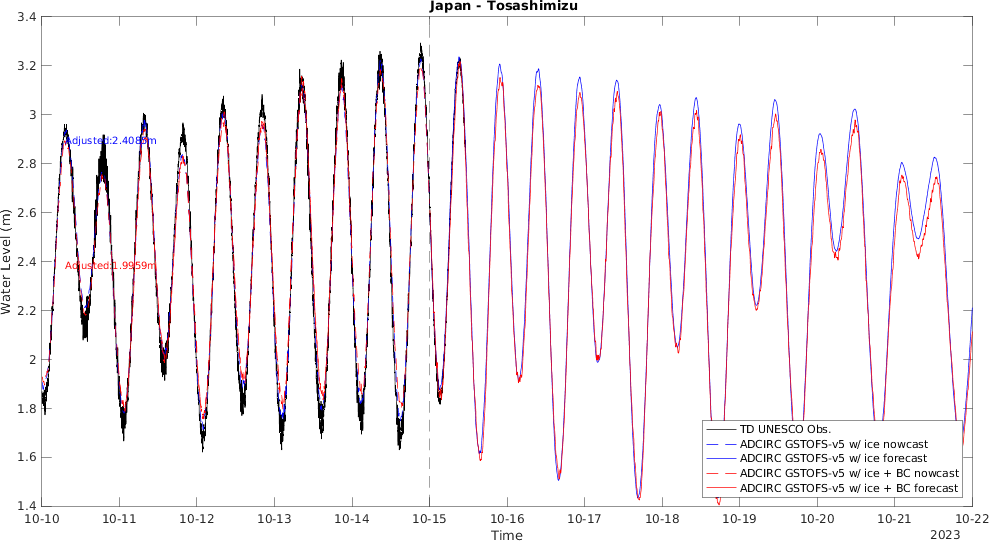 Japan - Tosashimizu
Water Level (m)
3.4
3.2
3
2.8
2.6
2.4
2.2
2
1.8
1.6
1.4
Adjusted:2.4085m
Adjusted:1.9959m
TD UNESCO Obs.
ADCIRC GSTOFS-v5 w/ ice nowcast
ADCIRC GSTOFS-v5 w/ ice forecast
ADCIRC GSTOFS-v5 w/ ice + BC nowcast
ADCIRC GSTOFS-v5 w/ ice + BC forecast
10-10 10-11 10-12 10-13 10-14 10-15 10-16 10-17 10-18 10-19 10-20 10-21 10-22
Time
2023